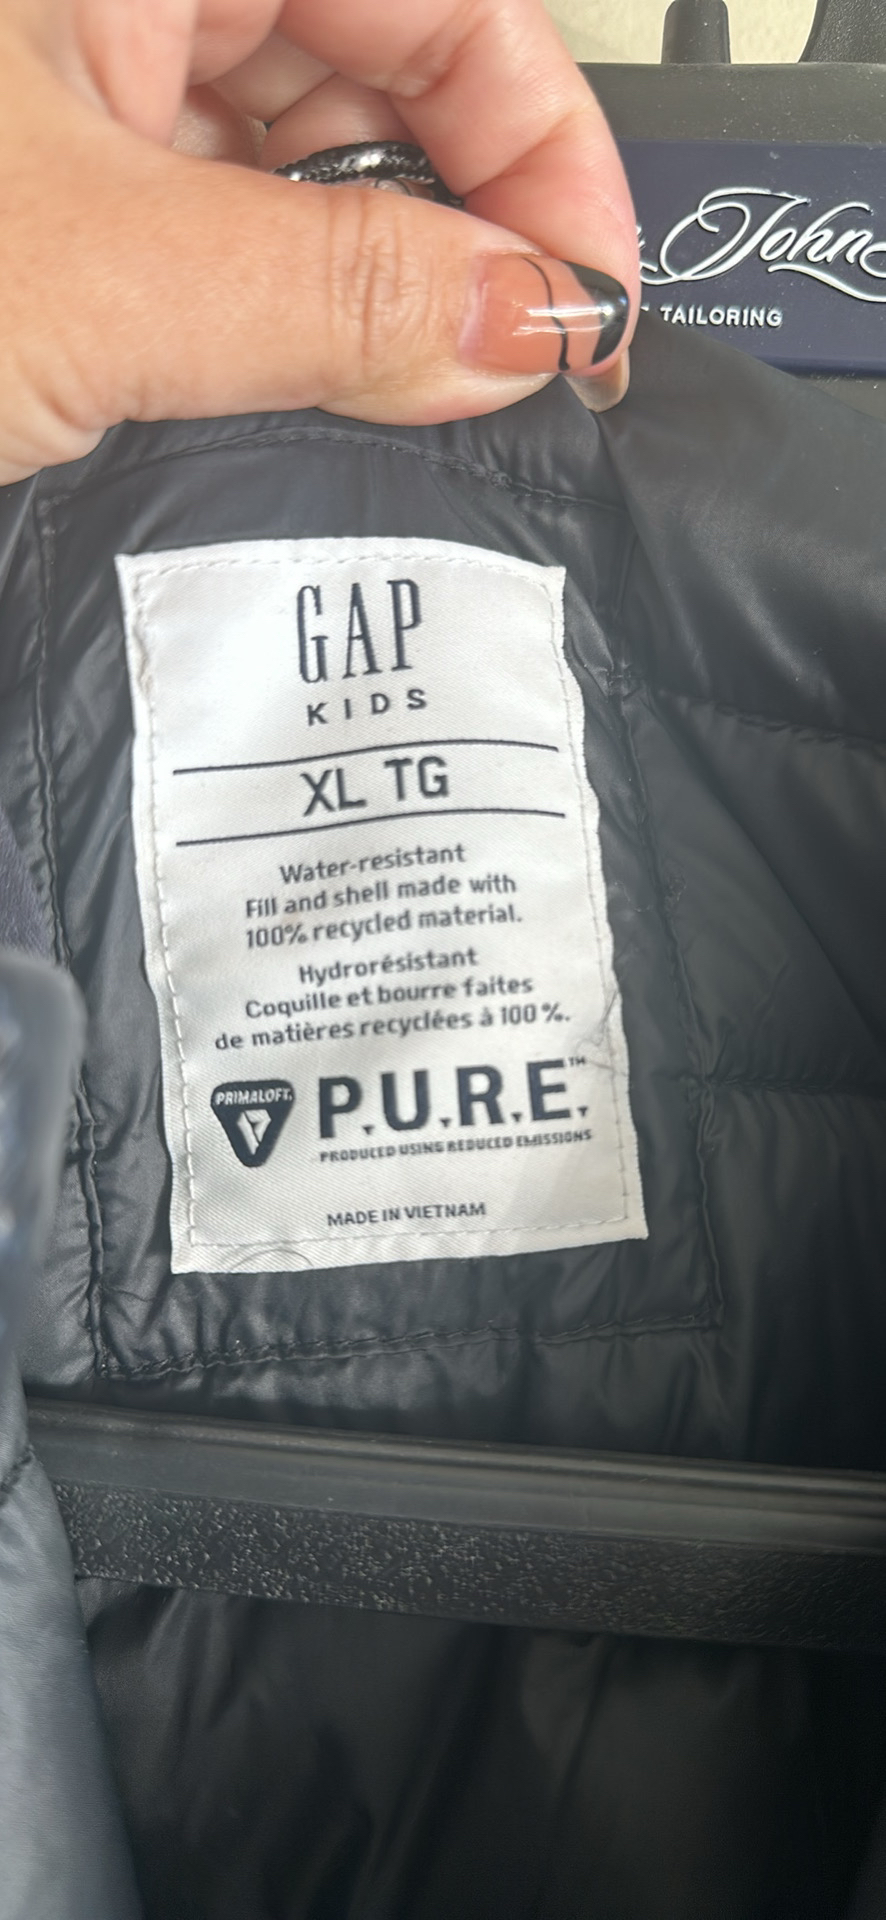 John
TAILORING
GAP
KIDS
XL TG
Water-resistant
Fill and shell made with
100% recycled material.
Hydrorésistant
Coquille et bourre faites
de matières recyclées à 100 %.
PRIMALOFT.
P.U.R.E.™
PRODUCED USING REDUCED EMISSIONS
MADE IN VIETNAM